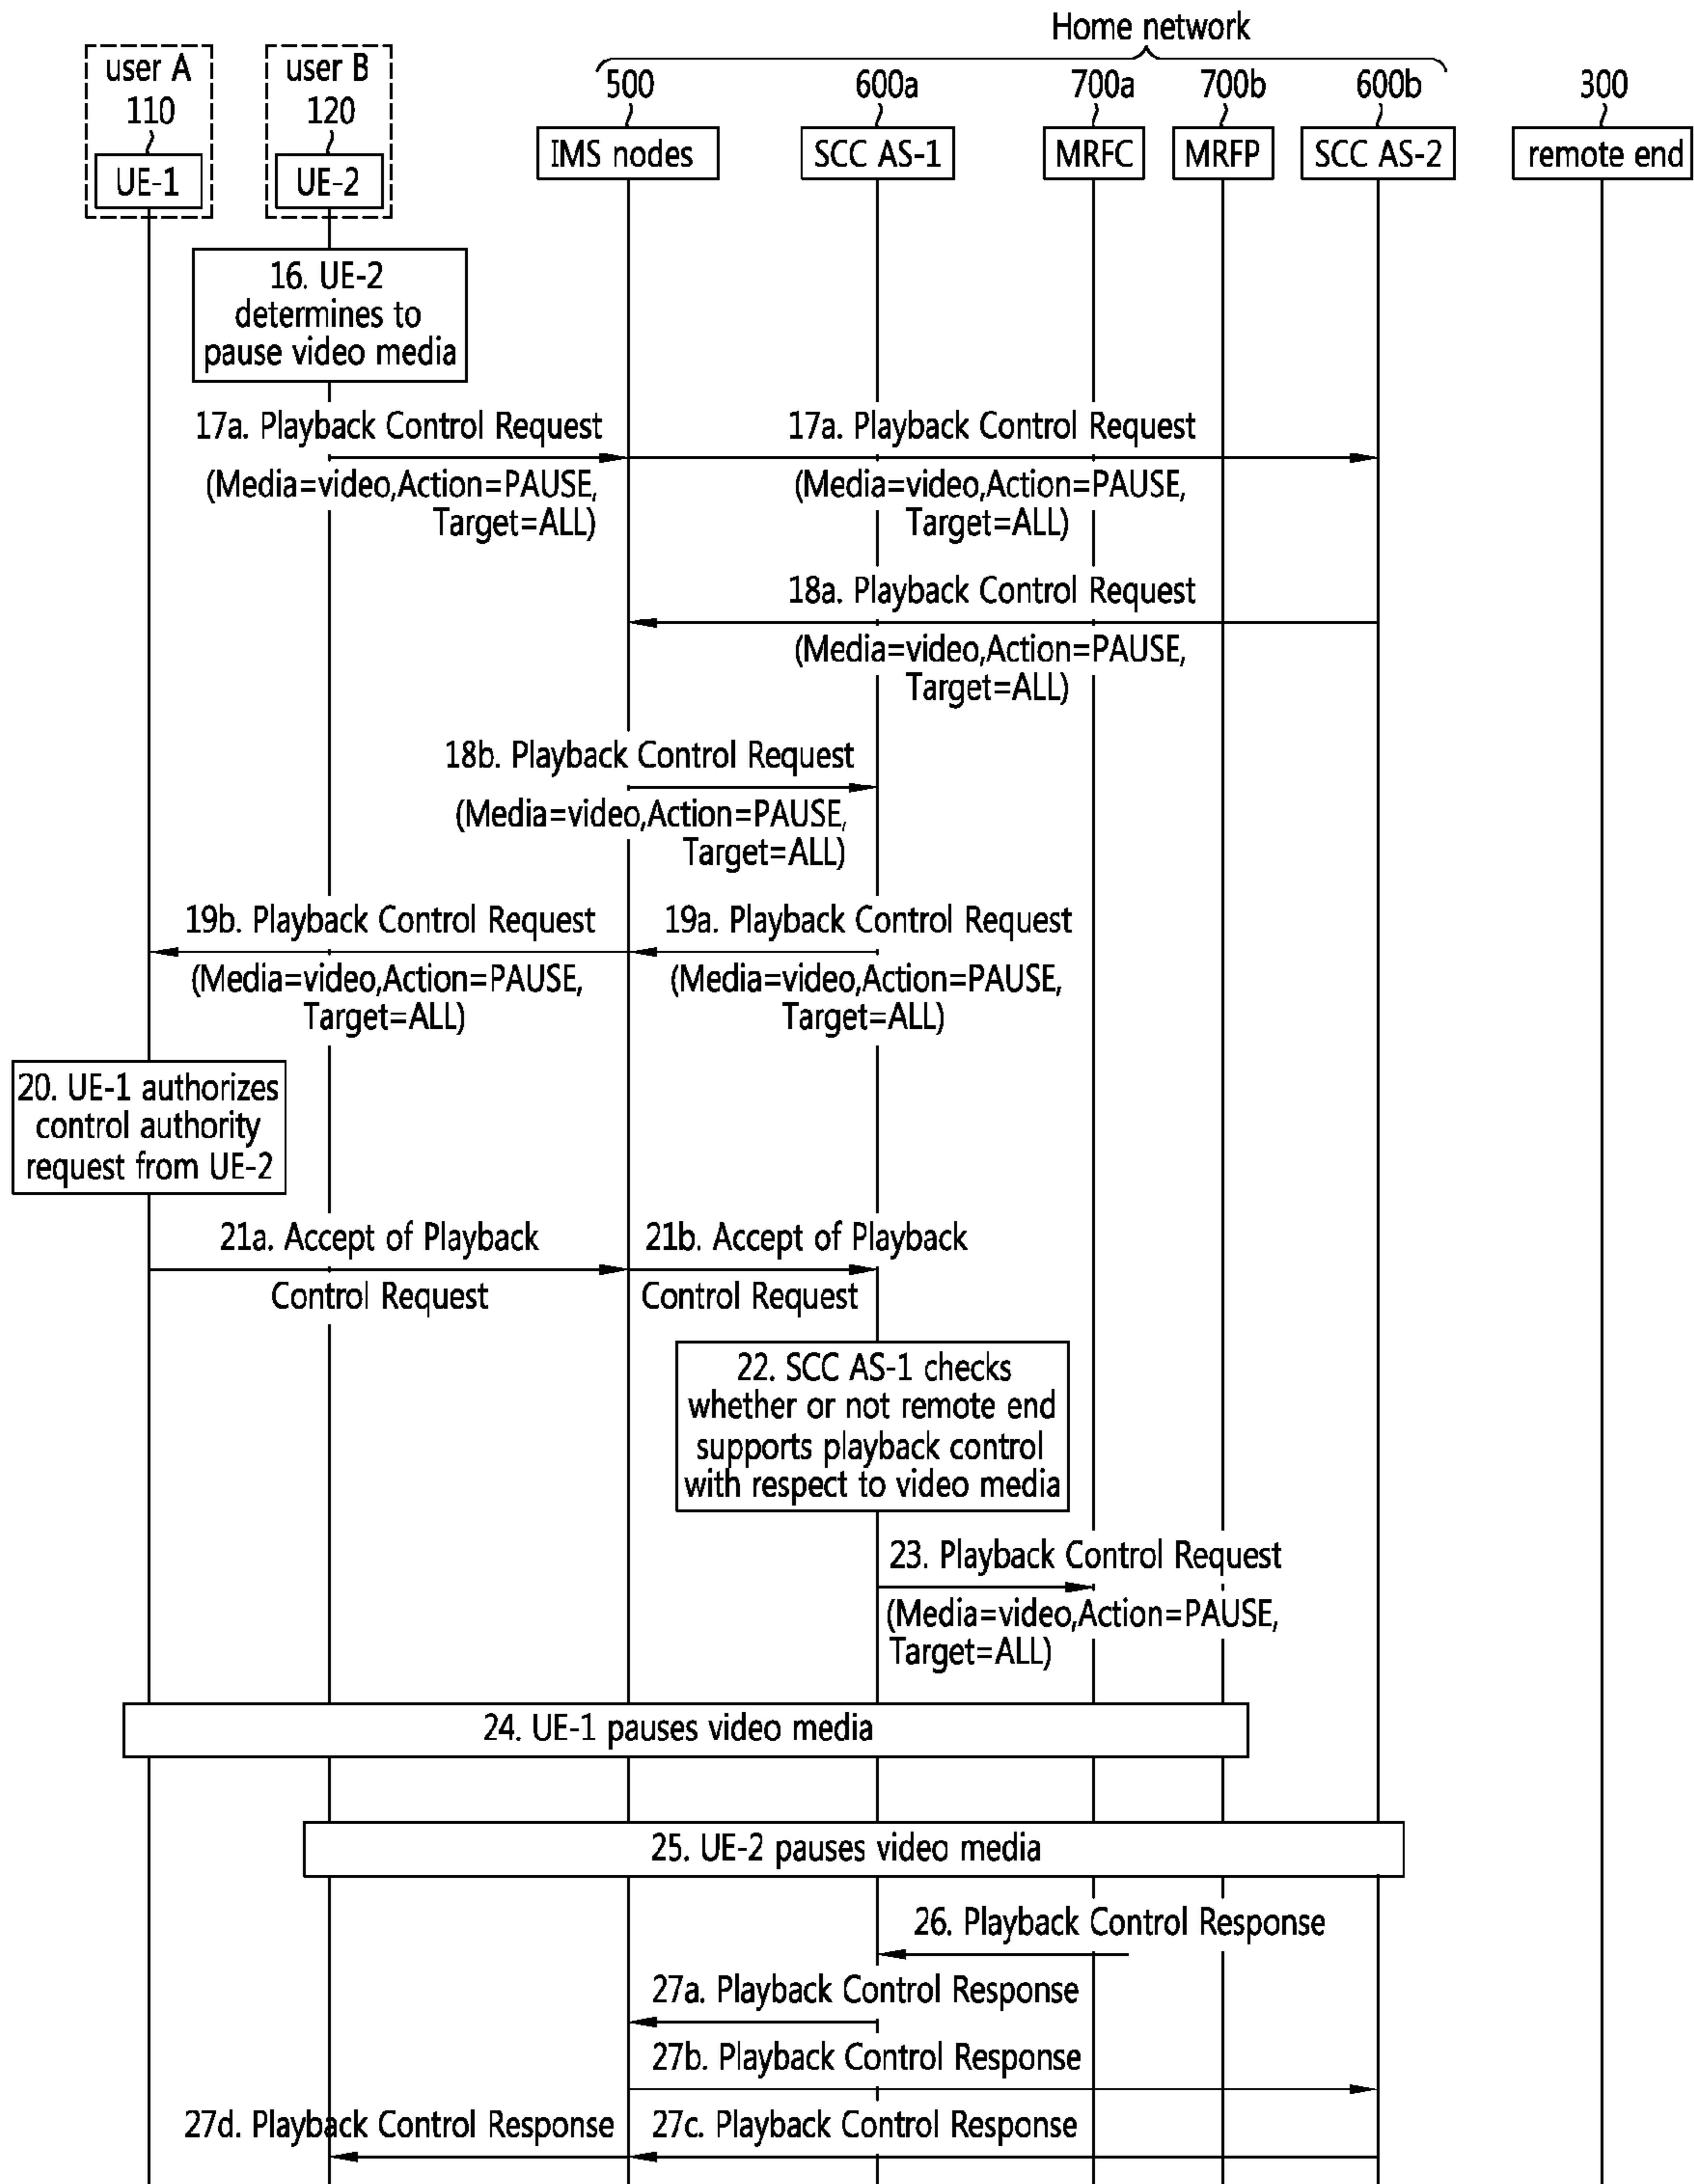 Home network
user A
user B
500
600a
700a
700b
600b
300
110
120
IMS nodes
SCC AS-1
MRFC
MRFP
SCC AS-2
remote end
UE-1
UE-2
16. UE-2
determines to
pause video media
17a. Playback Control Request
17a. Playback Control Request
(Media=video,Action=PAUSE,
Target=ALL)
(Media=video,Action=PAUSE,
Target=ALL)
18a. Playback Control Request
(Media=video,Action=PAUSE,
Target=ALL)
18b. Playback Control Request
(Media=video,Action=PAUSE,
Target=ALL)
19b. Playback Control Request
19a. Playback Control Request
(Media=video,Action=PAUSE,
Target=ALL)
(Media=video,Action=PAUSE,
Target=ALL)
20. UE-1 authorizes
control authority
request from UE-2
21a. Accept of Playback
Control Request
21b. Accept of Playback
Control Request
22. SCC AS-1 checks
whether or not remote end
supports playback control
with respect to video media
23. Playback Control Request
(Media=video,Action=PAUSE,
Target=ALL)
24. UE-1 pauses video media
25. UE-2 pauses video media
26. Playback Control Response
27a. Playback Control Response
27b. Playback Control Response
27d. Playback Control Response
27c. Playback Control Response